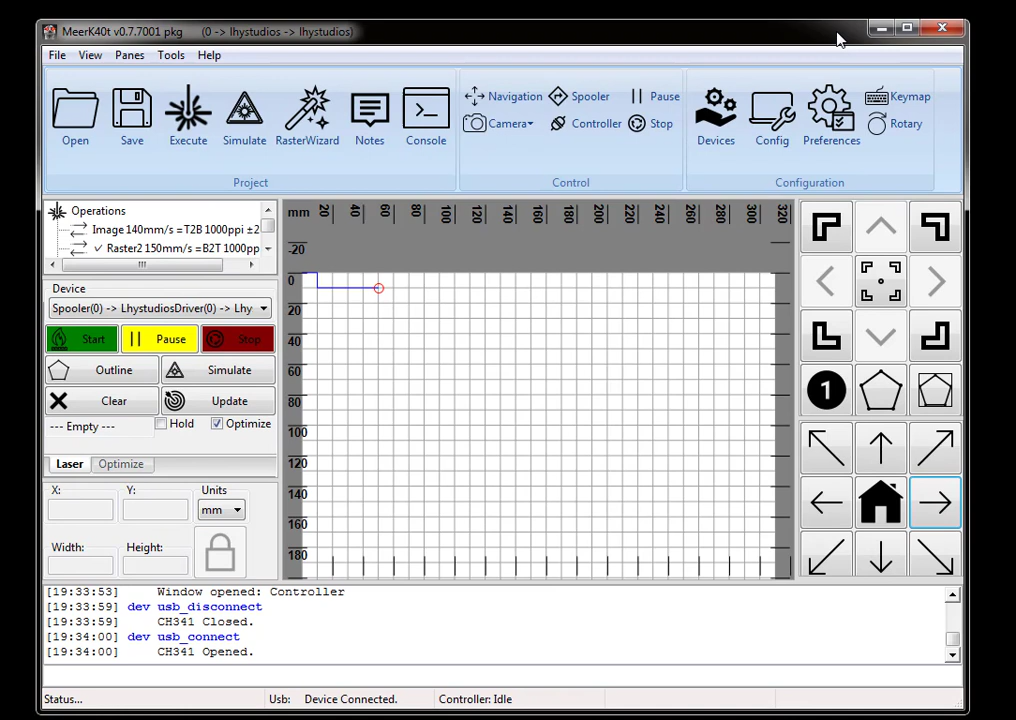 MeerK40t v0.7.7001 pkg (0 -> lhystudios -> lhystudios)
File View Panes Tools Help
Open Save Execute Simulate RasterWizard Notes Console
Project
Navigation Spooler Pause
Camera Controller Stop
Control
Devices Config Preferences
Keymap
Rotary
Configuration
Operations
Image 140mm/s =T2B 1000ppi ±2
Raster2 150mm/s =B2T 1000pp
Device
Spooler(0) -> LhystudiosDriver(0) -> Lhy
Start Pause Stop
Outline Simulate
Clear Update
--- Empty --- Hold Optimize
Laser Optimize
X: Y: Units
mm
Width: Height:
mm 20 40 60 80 100 120 140 160 180 200 220 240 260 280 300 320
-20
0
20
40
60
80
100
120
140
160
180
1
[19:33:53] Window opened: Controller
[19:33:59] dev usb_disconnect
[19:33:59] CH341 Closed.
[19:34:00] dev usb_connect
[19:34:00] CH341 Opened.
Status... Usb: Device Connected. Controller: Idle